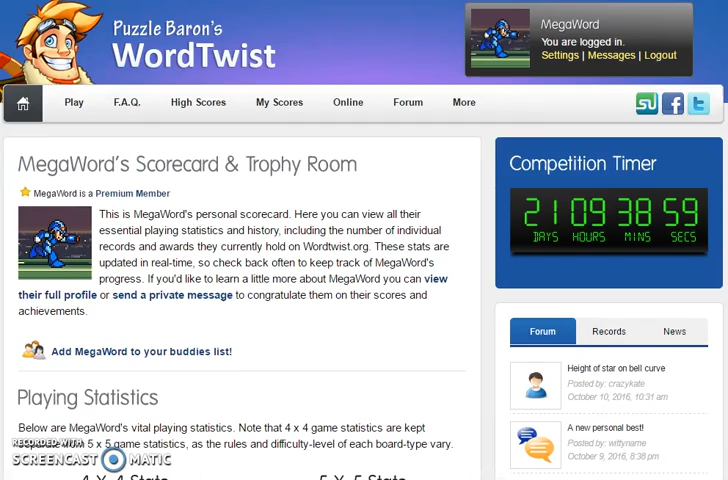 Puzzle Baron's
WordTwist
MegaWord
You are logged in.
Settings | Messages | Logout
Play F.A.Q. High Scores My Scores Online Forum More
MegaWord's Scorecard & Trophy Room
MegaWord is a Premium Member
This is MegaWord's personal scorecard. Here you can view all their
essential playing statistics and history, including the number of individual
records and awards they currently hold on Wordtwist.org. These stats are
updated in real-time, so check back often to keep track of MegaWord's
progress. If you'd like to learn a little more about MegaWord you can view
their full profile or send a private message to congratulate them on their scores and
achievements.
Add MegaWord to your buddies list!
Playing Statistics
Below are MegaWord's vital playing statistics. Note that 4 x 4 game statistics are kept
separate from 5 x 5 game statistics, as the rules and difficulty-level of each board-type vary.
4 X 4 Stats 5 X 5 Stats
RECORDED WITH
SCREENCAST MATIC
Competition Timer
21 09 38 59
DAYS HOURS MINS SECS
Forum Records News
Height of star on bell curve
Posted by: crazykate
October 10, 2016, 10:31 am
A new personal best!
Posted by: wittyname
October 9, 2016, 8:38 pm